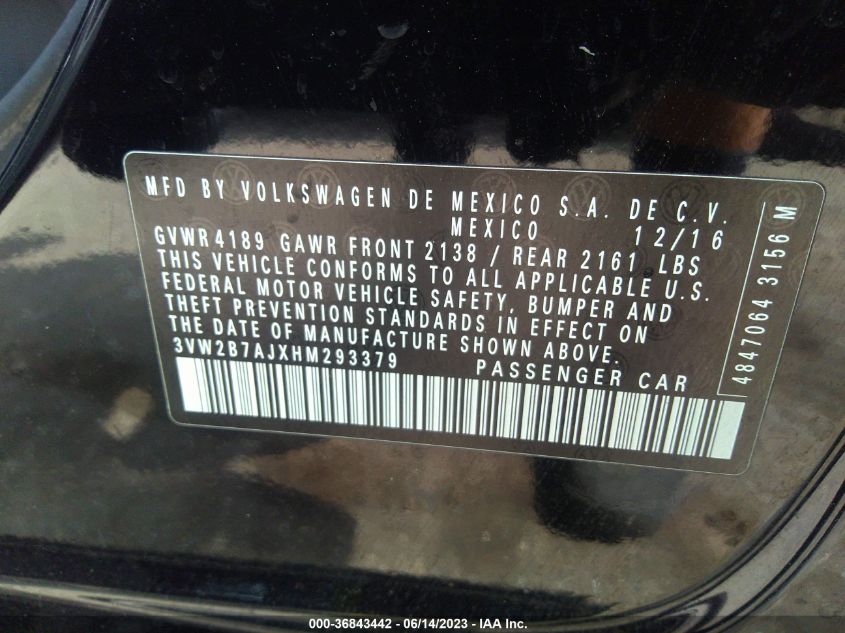 MFD BY VOLKSWAGEN DE MEXICO S.A. DE C.V.
MEXICO 12/16
GVWR 4189 GAWR FRONT 2138 / REAR 2161 LBS
THIS VEHICLE CONFORMS TO ALL APPLICABLE U.S.
FEDERAL MOTOR VEHICLE SAFETY, BUMPER AND
THEFT PREVENTION STANDARDS IN EFFECT ON
THE DATE OF MANUFACTURE SHOWN ABOVE.
3VW2B7AJXHM293379 PASSENGER CAR
4847064 3156 M
000-36843442 - 06/14/2023 - IAA Inc.